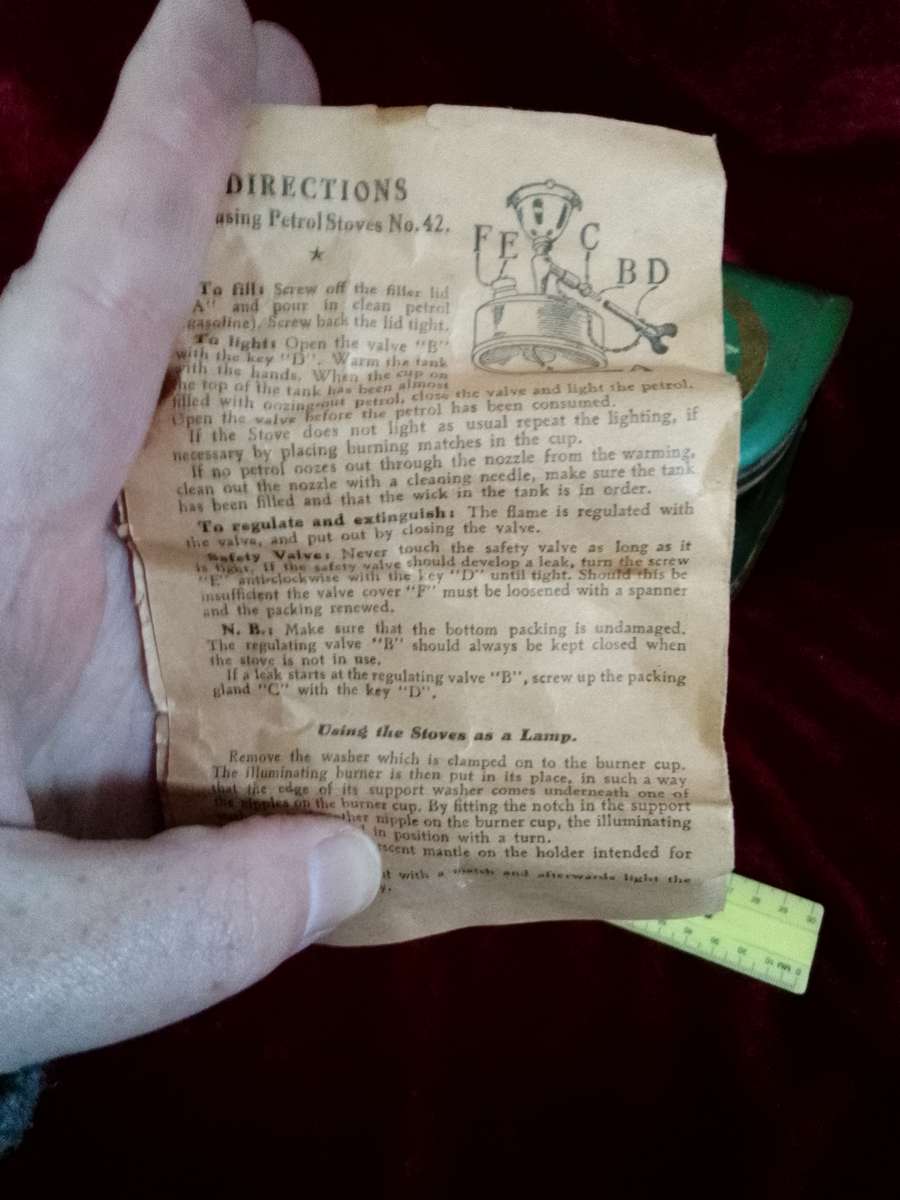 DIRECTIONS
using Petrol Stoves No. 42.
F E C B D
To fill: Screw off the filler lid
A" and pour in clean petrol
gasoline). Screw back the lid tight.
To light: Open the valve "B"
with the key "D". Warm the tank
with the hands. When the cup on
the top of the tank has been almost
filled with oozing-out petrol, close the valve and light the petrol.
Open the valve before the petrol has been consumed.
If the Stove does not light as usual repeat the lighting, if
necessary by placing burning matches in the cup.
If no petrol oozes out through the nozzle from the warming,
clean out the nozzle with a cleaning needle, make sure the tank
has been filled and that the wick in the tank is in order.
To regulate and extinguish: The flame is regulated with
the valve, and put out by closing the valve.
Safety Valve: Never touch the safety valve as long as it
is tight. If the safety valve should develop a leak, turn the screw
"E" anti-clockwise with the key "D" until tight. Should this be
insufficient the valve cover "F" must be loosened with a spanner
and the packing renewed.
N. B.: Make sure that the bottom packing is undamaged.
The regulating valve "B" should always be kept closed when
the stove is not in use.
If a leak starts at the regulating valve "B", screw up the packing
gland "C" with the key "D".
Using the Stoves as a Lamp.
Remove the washer which is clamped on to the burner cup.
The illuminating burner is then put in its place, in such a way
that the edge of its support washer comes underneath one of
the nipples on the burner cup. By fitting the notch in the support
nipple on the burner cup, the illuminating
in position with a turn.
mantle on the holder intended for
with a match and afterwards light the
0 MM 10 20